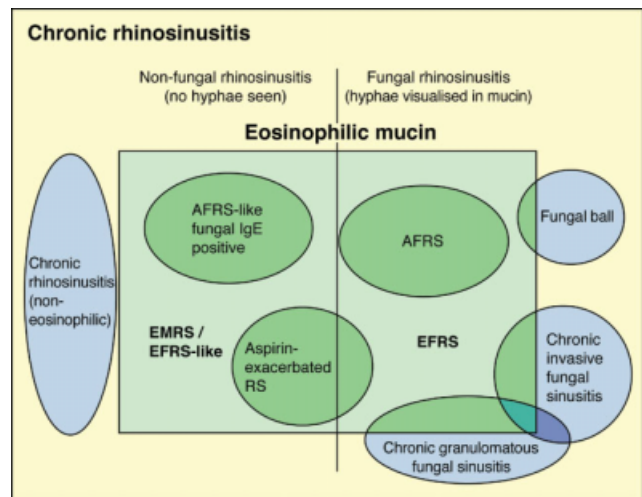 Chronic rhinosinusitis
Non-fungal rhinosinusitis
(no hyphae seen)
Fungal rhinosinusitis
(hyphae visualised in mucin)
Eosinophilic mucin
AFRS-like
fungal IgE
positive
AFRS
Fungal ball
Chronic
rhinosinusitis
(non-
eosinophilic)
EMRS /
EFRS-like
Aspirin-
exacerbated
RS
EFRS
Chronic
invasive
fungal
sinusitis
Chronic granulomatous
fungal sinusitis